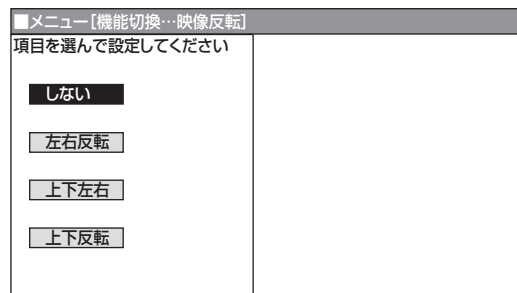 ■メニュー[機能切換…映像反転]
項目を選んで設定してください
しない
左右反転
上下左右
上下反転